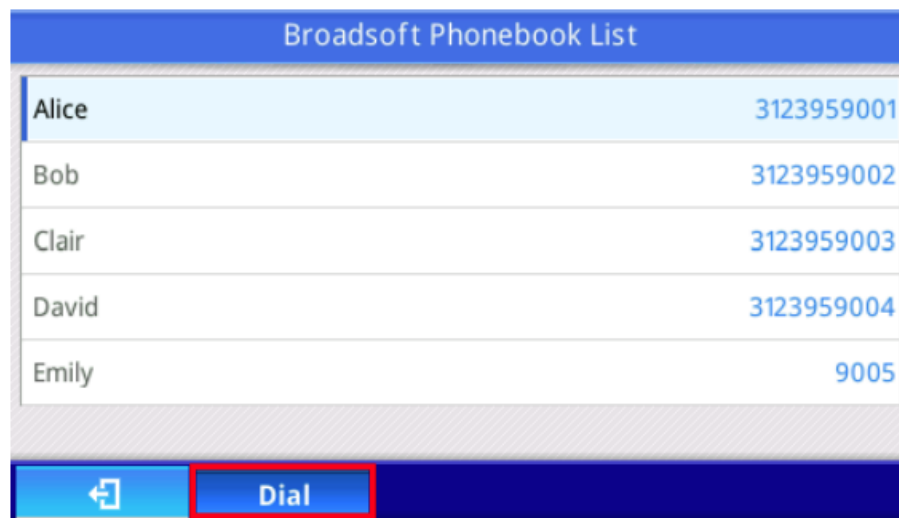 Broadsoft Phonebook List
Alice 3123959001
Bob 3123959002
Clair 3123959003
David 3123959004
Emily 9005
Dial